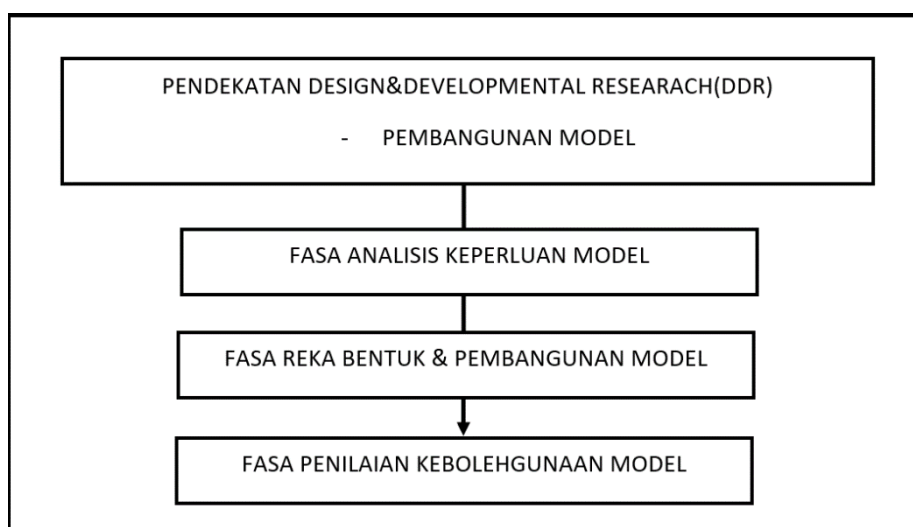 PENDEKATAN DESIGN&DEVELOPMENTAL RESEARACH(DDR)
- PEMBANGUNAN MODEL
FASA ANALISIS KEPERLUAN MODEL
FASA REKA BENTUK & PEMBANGUNAN MODEL
FASA PENILAIAN KEBOLEHGUNAAN MODEL